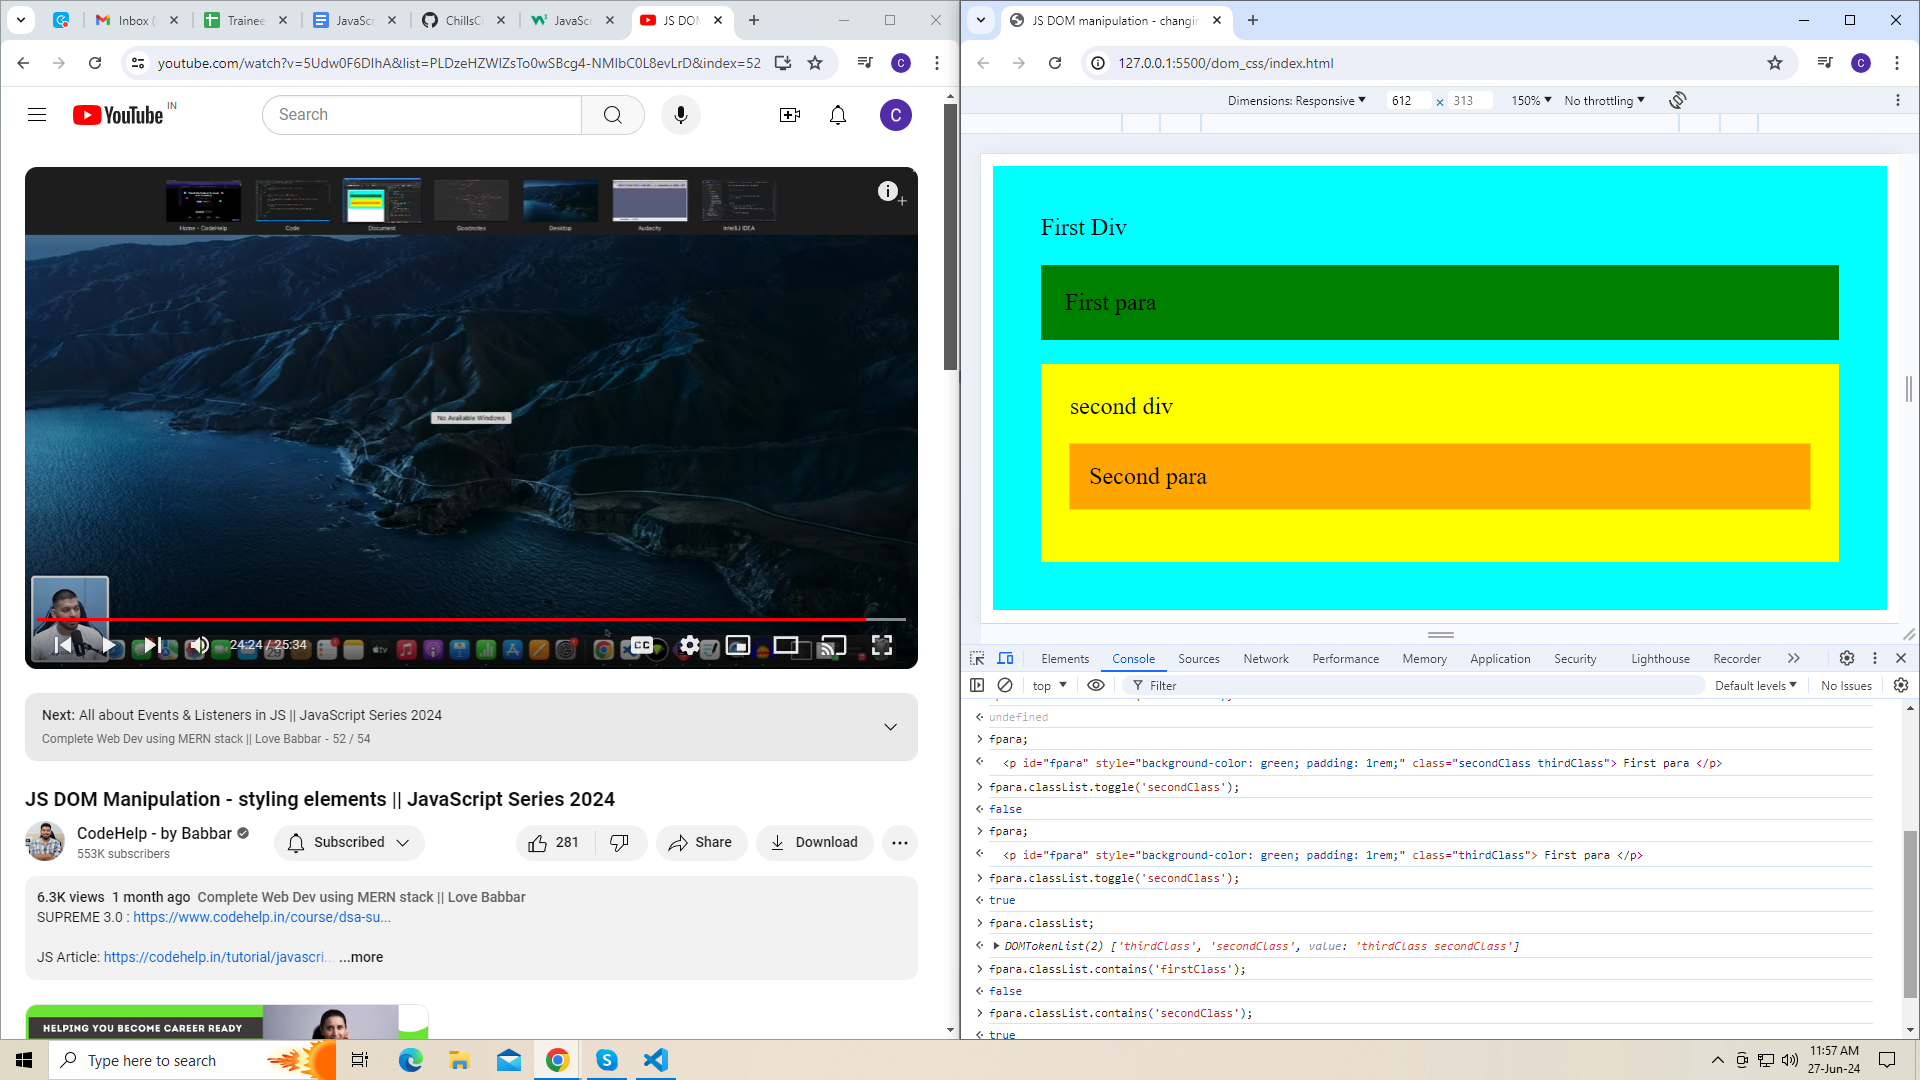 Inbox (
Trainee
JavaSc
ChillsC
JavaSc
JS DOM
youtube.com/watch?v=5Udw0F6DlhA&list=PLDzeHZWIZsTo0wSBcg4-NMIbC0L8evLrD&index=52
C
YouTube
IN
Search
C
Home - CodeHelp
Code
Document
Goodnotes
Desktop
Audacity
IntelliJ IDEA
No Available Windows
24:24 / 25:34
CC
Next: All about Events & Listeners in JS || JavaScript Series 2024
Complete Web Dev using MERN stack || Love Babbar - 52 / 54
JS DOM Manipulation - styling elements || JavaScript Series 2024
CodeHelp - by Babbar
553K subscribers
Subscribed
281
Share
Download
6.3K views 1 month ago Complete Web Dev using MERN stack || Love Babbar
SUPREME 3.0 : https://www.codehelp.in/course/dsa-su...
JS Article: https://codehelp.in/tutorial/javascri... ...more
HELPING YOU BECOME CAREER READY
JS DOM manipulation - changin
127.0.0.1:5500/dom_css/index.html
C
Dimensions: Responsive
612 × 313
150%
No throttling
First Div
First para
second div
Second para
Elements
Console
Sources
Network
Performance
Memory
Application
Security
Lighthouse
Recorder
top
Filter
Default levels
No Issues
undefined
fpara;
<p id="fpara" style="background-color: green; padding: 1rem;" class="secondClass thirdClass"> First para </p>
fpara.classList.toggle('secondClass');
false
fpara;
<p id="fpara" style="background-color: green; padding: 1rem;" class="thirdClass"> First para </p>
fpara.classList.toggle('secondClass');
true
fpara.classList;
DOMTokenList(2) ['thirdClass', 'secondClass', value: 'thirdClass secondClass']
fpara.classList.contains('firstClass');
false
fpara.classList.contains('secondClass');
true
Type here to search
11:57 AM
27-Jun-24